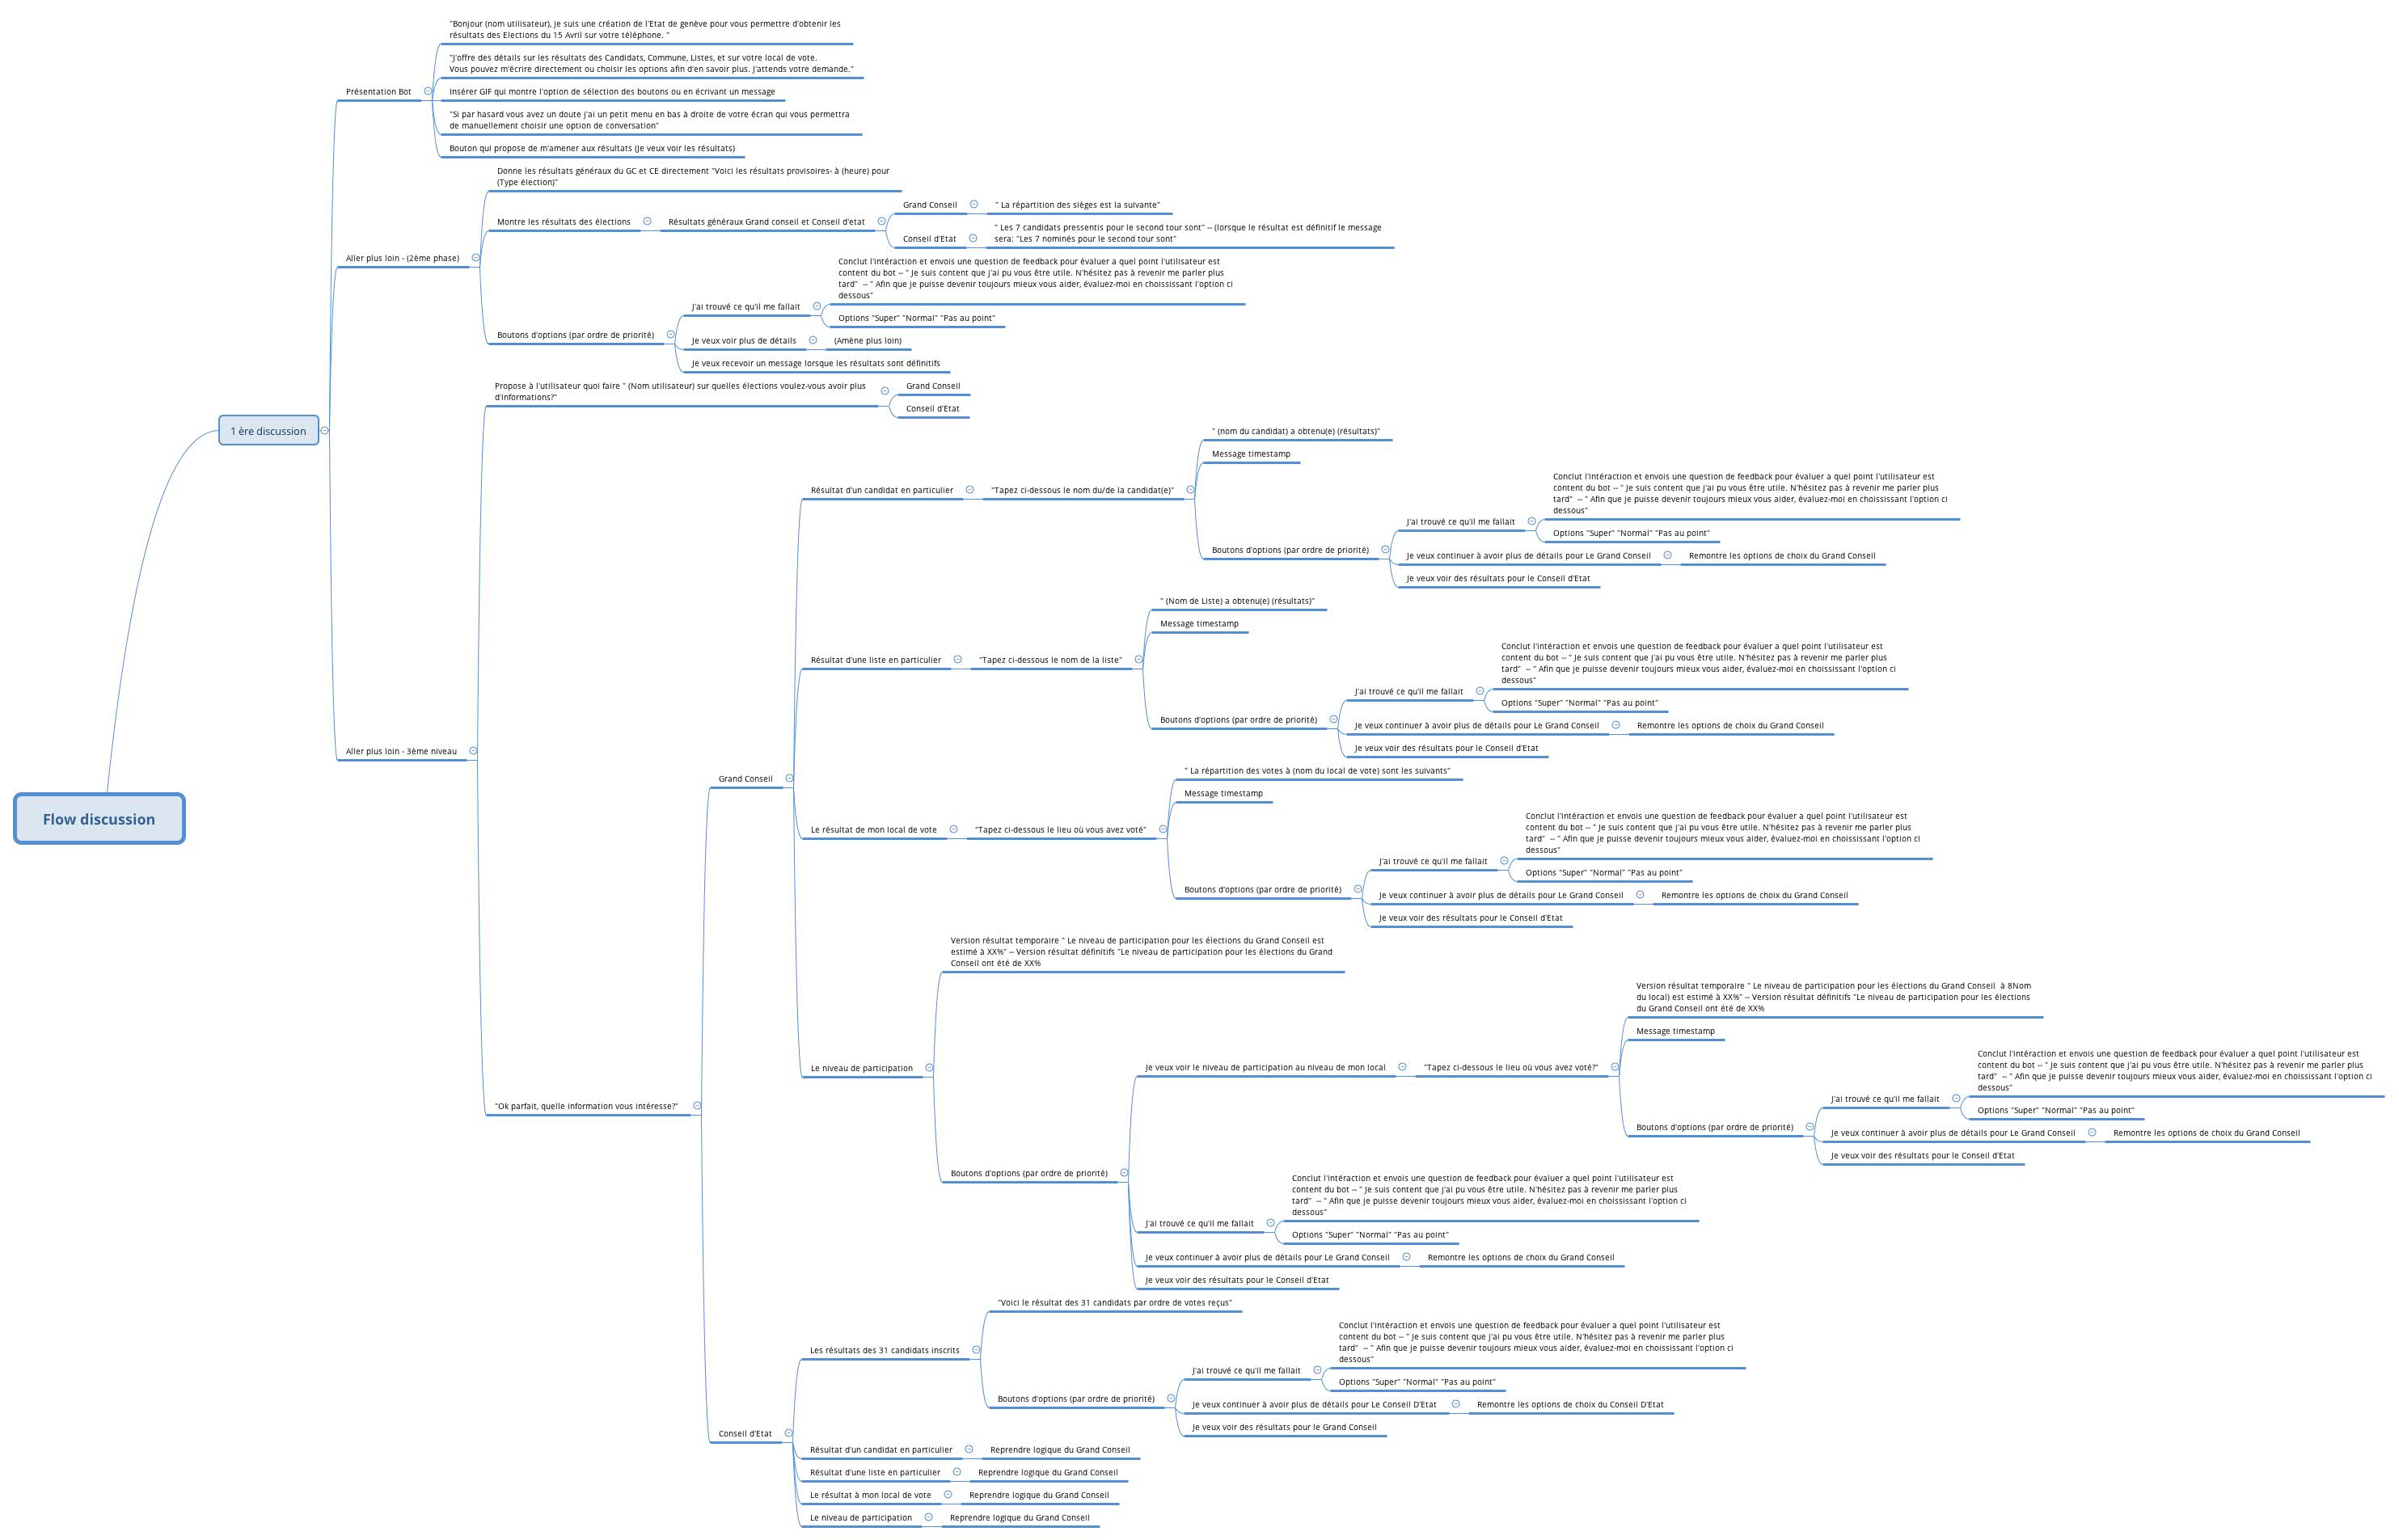 "Bonjour (nom utilisateur), je suis une création de l'Etat de genève pour vous permettre d'obtenir les
résultats des Elections du 15 Avril sur votre téléphone. "
"J'offre des détails sur les résultats des Candidats, Commune, Listes, et sur votre local de vote.
Vous pouvez m'écrire directement ou choisir les options afin d'en savoir plus. J'attends votre demande."
Présentation Bot
Insérer GIF qui montre l'option de sélection des boutons ou en écrivant un message
"Si par hasard vous avez un doute j'ai un petit menu en bas à droite de votre écran qui vous permettra
de manuellement choisir une option de conversation"
Bouton qui propose de m'amener aux résultats (Je veux voir les résultats)
Donne les résultats généraux du GC et CE directement "Voici les résultats provisoires- à (heure) pour
(Type élection)"
Montre les résultats des élections
Résultats généraux Grand conseil et Conseil d'etat
Grand Conseil
" La répartition des sièges est la suivante"
Conseil d'Etat
" Les 7 candidats pressentis pour le second tour sont" -- (lorsque le résultat est définitif le message
sera: "Les 7 nominés pour le second tour sont"
Aller plus loin - (2ème phase)
Boutons d'options (par ordre de priorité)
J'ai trouvé ce qu'il me fallait
Conclut l'intéraction et envois une question de feedback pour évaluer a quel point l'utilisateur est
content du bot -- " Je suis content que j'ai pu vous être utile. N'hésitez pas à revenir me parler plus
tard"  -- " Afin que je puisse devenir toujours mieux vous aider, évaluez-moi en choississant l'option ci
dessous"
Options "Super" "Normal" "Pas au point"
Je veux voir plus de détails
(Amène plus loin)
Je veux recevoir un message lorsque les résultats sont définitifs
1 ère discussion
Propose à l'utilisateur quoi faire " (Nom utilisateur) sur quelles élections voulez-vous avoir plus
d'informations?"
Grand Conseil
Conseil d'Etat
Résultat d'un candidat en particulier
"Tapez ci-dessous le nom du/de la candidat(e)"
" (nom du candidat) a obtenu(e) (résultats)"
Message timestamp
Boutons d'options (par ordre de priorité)
J'ai trouvé ce qu'il me fallait
Conclut l'intéraction et envois une question de feedback pour évaluer a quel point l'utilisateur est
content du bot -- " Je suis content que j'ai pu vous être utile. N'hésitez pas à revenir me parler plus
tard"  -- " Afin que je puisse devenir toujours mieux vous aider, évaluez-moi en choississant l'option ci
dessous"
Options "Super" "Normal" "Pas au point"
Je veux continuer à avoir plus de détails pour Le Grand Conseil
Remontre les options de choix du Grand Conseil
Je veux voir des résultats pour le Conseil d'Etat
Résultat d'une liste en particulier
"Tapez ci-dessous le nom de la liste"
" (Nom de Liste) a obtenu(e) (résultats)"
Message timestamp
Boutons d'options (par ordre de priorité)
J'ai trouvé ce qu'il me fallait
Conclut l'intéraction et envois une question de feedback pour évaluer a quel point l'utilisateur est
content du bot -- " Je suis content que j'ai pu vous être utile. N'hésitez pas à revenir me parler plus
tard"  -- " Afin que je puisse devenir toujours mieux vous aider, évaluez-moi en choississant l'option ci
dessous"
Options "Super" "Normal" "Pas au point"
Je veux continuer à avoir plus de détails pour Le Grand Conseil
Remontre les options de choix du Grand Conseil
Je veux voir des résultats pour le Conseil d'Etat
Aller plus loin - 3ème niveau
Grand Conseil
Flow discussion
Le résultat de mon local de vote
"Tapez ci-dessous le lieu où vous avez voté"
" La répartition des votes à (nom du local de vote) sont les suivants"
Message timestamp
Boutons d'options (par ordre de priorité)
J'ai trouvé ce qu'il me fallait
Conclut l'intéraction et envois une question de feedback pour évaluer a quel point l'utilisateur est
content du bot -- " Je suis content que j'ai pu vous être utile. N'hésitez pas à revenir me parler plus
tard"  -- " Afin que je puisse devenir toujours mieux vous aider, évaluez-moi en choississant l'option ci
dessous"
Options "Super" "Normal" "Pas au point"
Je veux continuer à avoir plus de détails pour Le Grand Conseil
Remontre les options de choix du Grand Conseil
Je veux voir des résultats pour le Conseil d'Etat
Le niveau de participation
Version résultat temporaire " Le niveau de participation pour les élections du Grand Conseil est
estimé à XX%" -- Version résultat définitifs "Le niveau de participation pour les élections du Grand
Conseil ont été de XX%
Boutons d'options (par ordre de priorité)
Je veux voir le niveau de participation au niveau de mon local
"Tapez ci-dessous le lieu où vous avez voté?"
Version résultat temporaire " Le niveau de participation pour les élections du Grand Conseil  à 8Nom
du local) est estimé à XX%" -- Version résultat définitifs "Le niveau de participation pour les élections
du Grand Conseil ont été de XX%
Message timestamp
Boutons d'options (par ordre de priorité)
J'ai trouvé ce qu'il me fallait
Conclut l'intéraction et envois une question de feedback pour évaluer a quel point l'utilisateur est
content du bot -- " Je suis content que j'ai pu vous être utile. N'hésitez pas à revenir me parler plus
tard"  -- " Afin que je puisse devenir toujours mieux vous aider, évaluez-moi en choississant l'option ci
dessous"
Options "Super" "Normal" "Pas au point"
Je veux continuer à avoir plus de détails pour Le Grand Conseil
Remontre les options de choix du Grand Conseil
Je veux voir des résultats pour le Conseil d'Etat
"Ok parfait, quelle information vous intéresse?"
J'ai trouvé ce qu'il me fallait
Conclut l'intéraction et envois une question de feedback pour évaluer a quel point l'utilisateur est
content du bot -- " Je suis content que j'ai pu vous être utile. N'hésitez pas à revenir me parler plus
tard"  -- " Afin que je puisse devenir toujours mieux vous aider, évaluez-moi en choississant l'option ci
dessous"
Options "Super" "Normal" "Pas au point"
Je veux continuer à avoir plus de détails pour Le Grand Conseil
Remontre les options de choix du Grand Conseil
Je veux voir des résultats pour le Conseil d'Etat
Conseil d'Etat
Les résultats des 31 candidats inscrits
"Voici le résultat des 31 candidats par ordre de votes reçus"
Boutons d'options (par ordre de priorité)
J'ai trouvé ce qu'il me fallait
Conclut l'intéraction et envois une question de feedback pour évaluer a quel point l'utilisateur est
content du bot -- " Je suis content que j'ai pu vous être utile. N'hésitez pas à revenir me parler plus
tard"  -- " Afin que je puisse devenir toujours mieux vous aider, évaluez-moi en choississant l'option ci
dessous"
Options "Super" "Normal" "Pas au point"
Je veux continuer à avoir plus de détails pour Le Conseil D'Etat
Remontre les options de choix du Conseil D'Etat
Je veux voir des résultats pour le Grand Conseil
Résultat d'un candidat en particulier
Reprendre logique du Grand Conseil
Résultat d'une liste en particulier
Reprendre logique du Grand Conseil
Le résultat à mon local de vote
Reprendre logique du Grand Conseil
Le niveau de participation
Reprendre logique du Grand Conseil